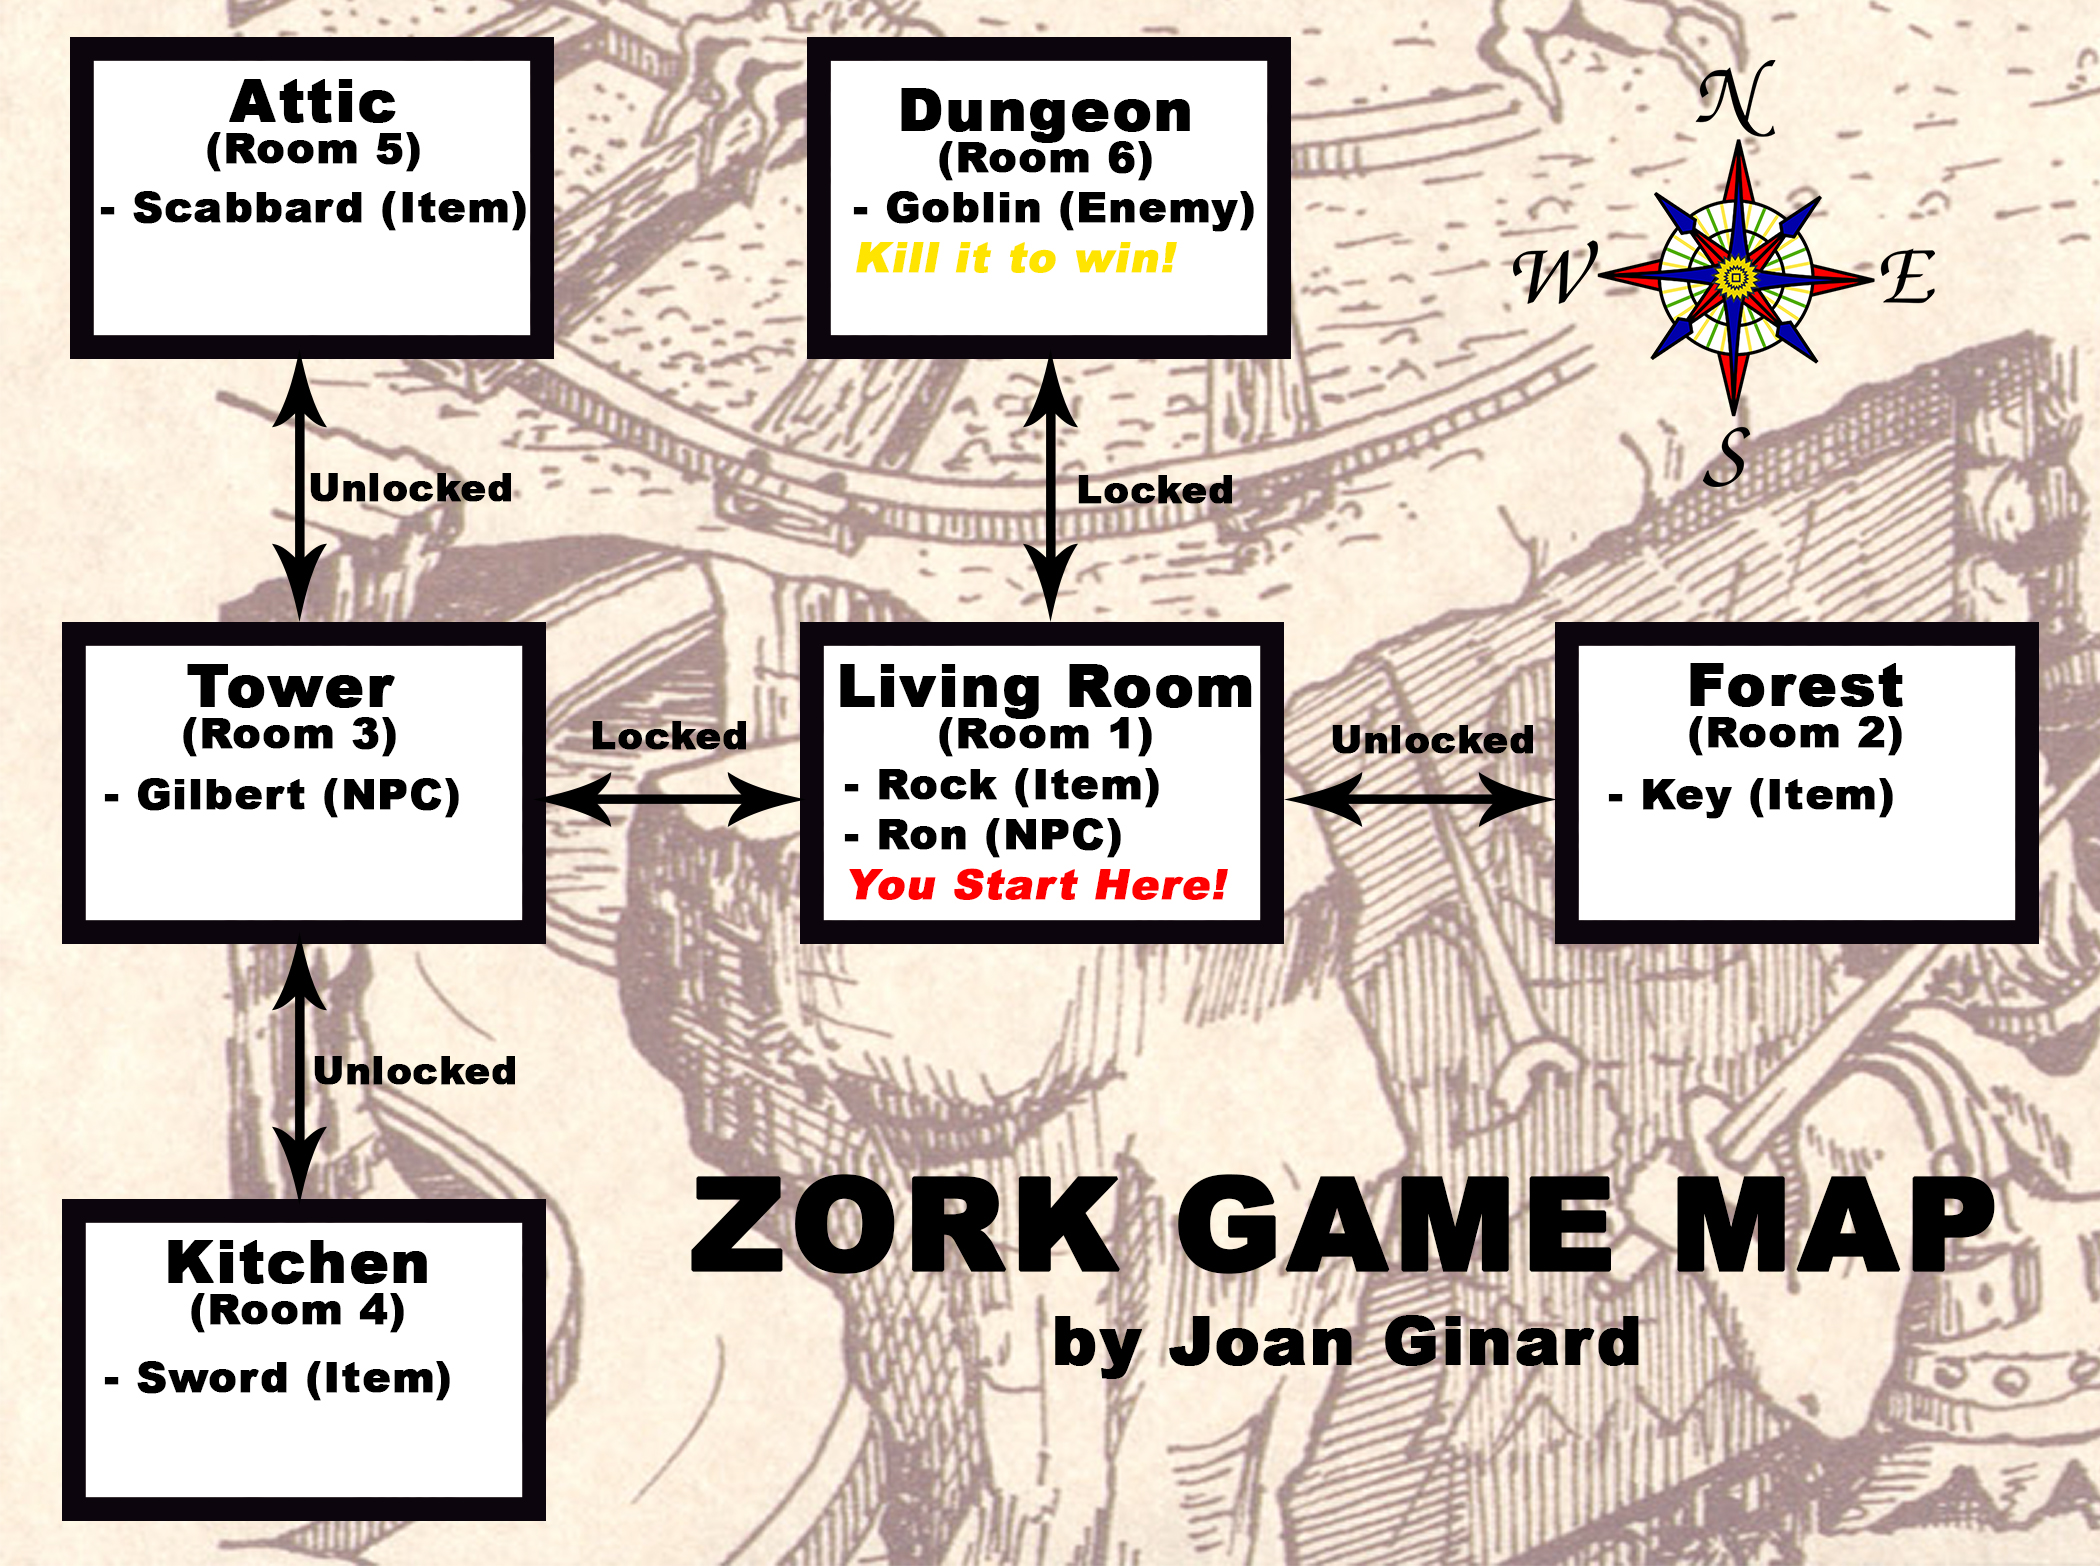 Attic
(Room 5)
- Scabbard (Item)
Dungeon
(Room 6)
- Goblin (Enemy)
Kill it to win!
N
W
E
S
Unlocked
Locked
Tower
(Room 3)
- Gilbert (NPC)
Locked
Living Room
(Room 1)
- Rock (Item)
- Ron (NPC)
You Start Here!
Unlocked
Forest
(Room 2)
- Key (Item)
Unlocked
Kitchen
(Room 4)
- Sword (Item)
ZORK GAME MAP
by Joan Ginard